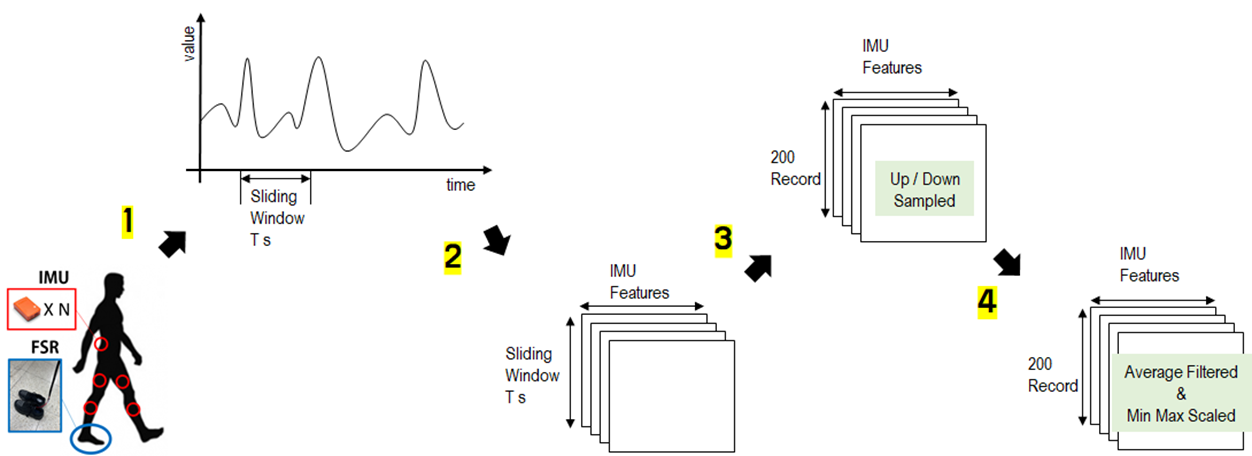 1
IMU
X N
FSR
value
time
Sliding
Window
T s
2
IMU
Features
Sliding
Window
T s
3
IMU
Features
200
Record
Up / Down
Sampled
4
IMU
Features
200
Record
Average Filtered
&
Min Max Scaled